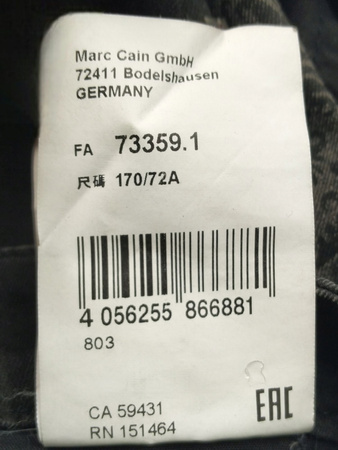 Marc Cain GmbH
72411 Bodelshausen
GERMANY
FA 73359.1
尺碼 170/72A
4 056255 866881
803
CA 59431
RN 151464
EAC